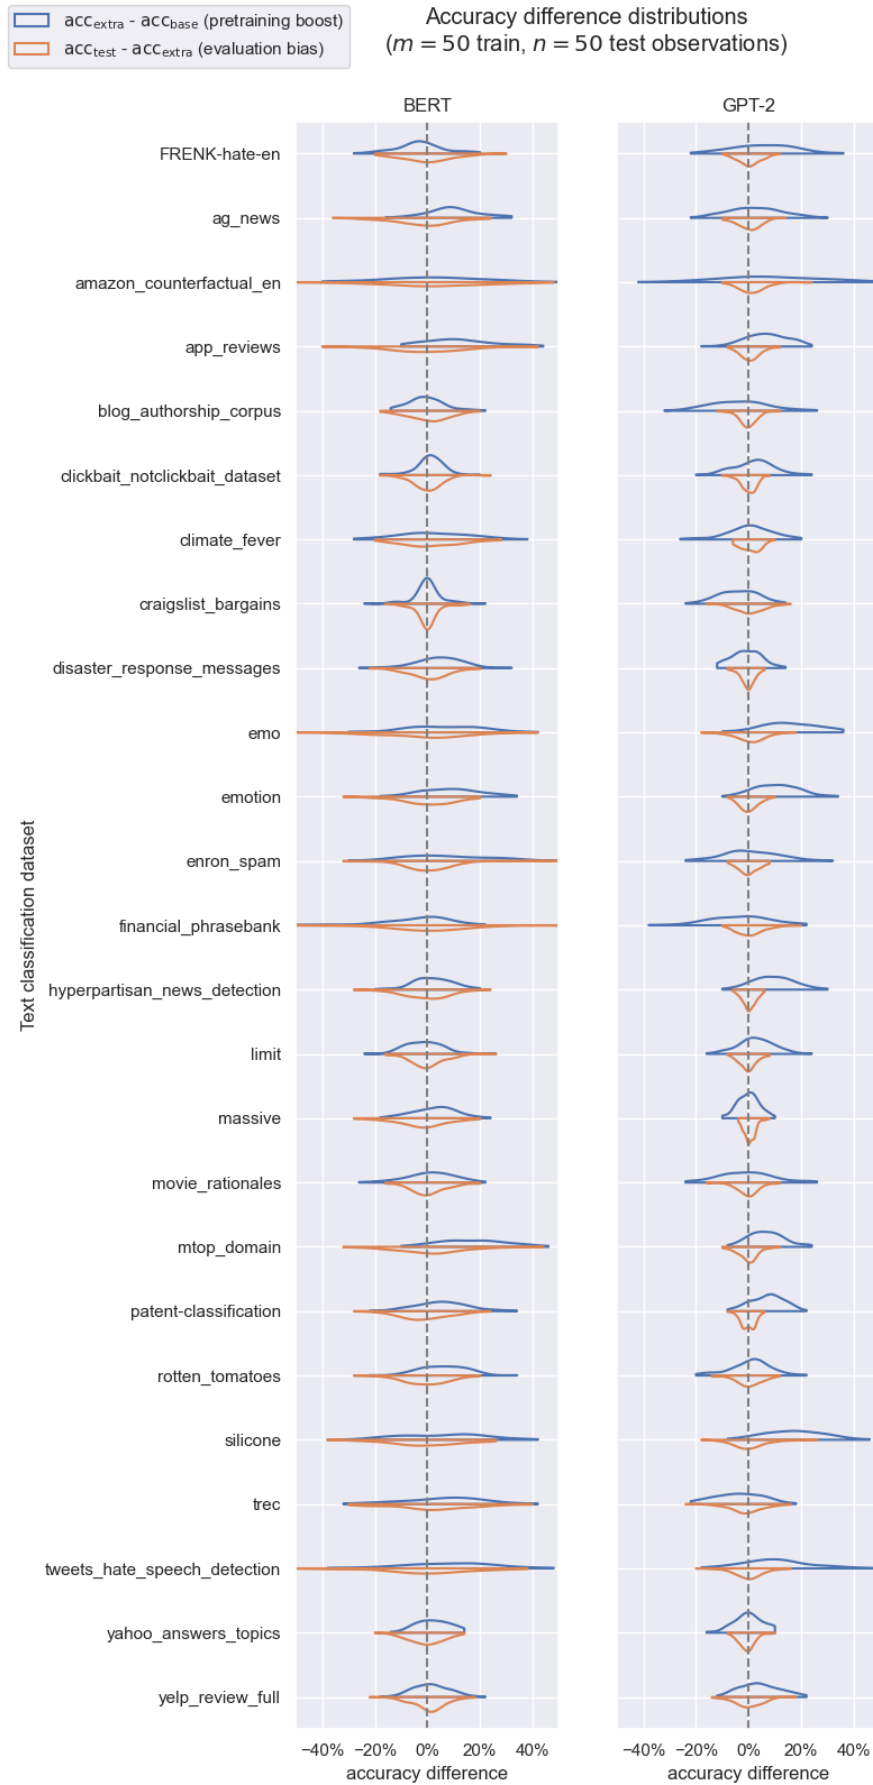 acc_extra - acc_base (pretraining boost)
acc_test - acc_extra (evaluation bias)
Accuracy difference distributions
(m = 50 train, n = 50 test observations)
BERT
GPT-2
Text classification dataset
FRENK-hate-en
ag_news
amazon_counterfactual_en
app_reviews
blog_authorship_corpus
clickbait_notclickbait_dataset
climate_fever
craigslist_bargains
disaster_response_messages
emo
emotion
enron_spam
financial_phrasebank
hyperpartisan_news_detection
limit
massive
movie_rationales
mtop_domain
patent-classification
rotten_tomatoes
silicone
trec
tweets_hate_speech_detection
yahoo_answers_topics
yelp_review_full
−40% −20% 0% 20% 40%
accuracy difference
−40% −20% 0% 20% 40%
accuracy difference